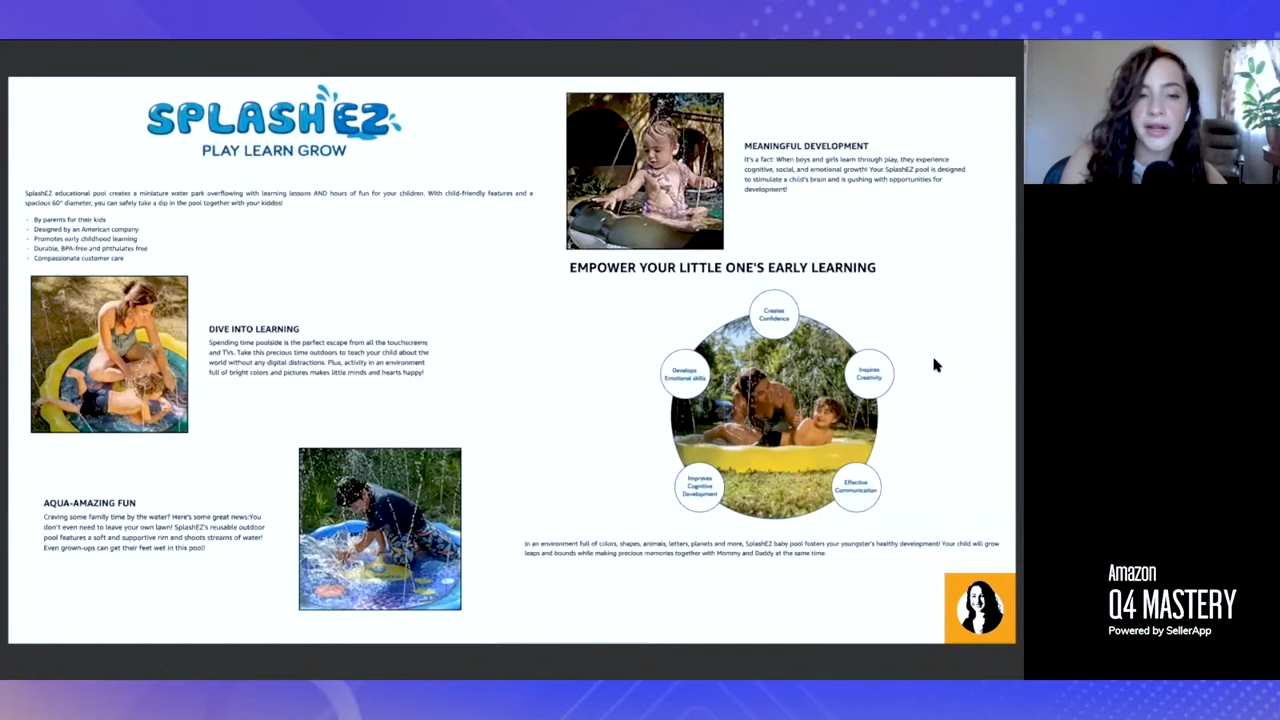 SPLASH'EZ
PLAY LEARN GROW
SplashEZ educational pool creates a miniature water park overflowing with learning lessons AND hours of fun for your children. With child-friendly features and a
spacious 60" diameter, you can safely take a dip in the pool together with your kiddos!
- By parents for their kids
- Designed by an American company
- Promotes early childhood learning
- Durable, BPA-free and phthalates free
- Compassionate customer care
DIVE INTO LEARNING
Spending time poolside is the perfect escape from all the touchscreens
and TVs. Take this precious time outdoors to teach your child about the
world without any digital distractions. Plus, activity in an environment
full of bright colors and pictures makes little minds and hearts happy!
AQUA-AMAZING FUN
Craving some family time by the water? Here's some great news:You
don't even need to leave your own lawn! SplashEZ's reusable outdoor
pool features a soft and supportive rim and shoots streams of water!
Even grown-ups can get their feet wet in this pool!
MEANINGFUL DEVELOPMENT
It's a fact: When boys and girls learn through play, they experience
cognitive, social, and emotional growth! Your SplashEZ pool is designed
to stimulate a child's brain and is gushing with opportunities for
development!
EMPOWER YOUR LITTLE ONE'S EARLY LEARNING
Creates
Confidence
Develops
Emotional skills
Inspires
Creativity
Improves
Cognitive
Development
Effective
Communication
In an environment full of colors, shapes, animals, letters, planets and more, SplashEZ baby pool fosters your youngster's healthy development! Your child will grow
leaps and bounds while making precious memories together with Mommy and Daddy at the same time.
Amazon
Q4 MASTERY
Powered by SellerApp